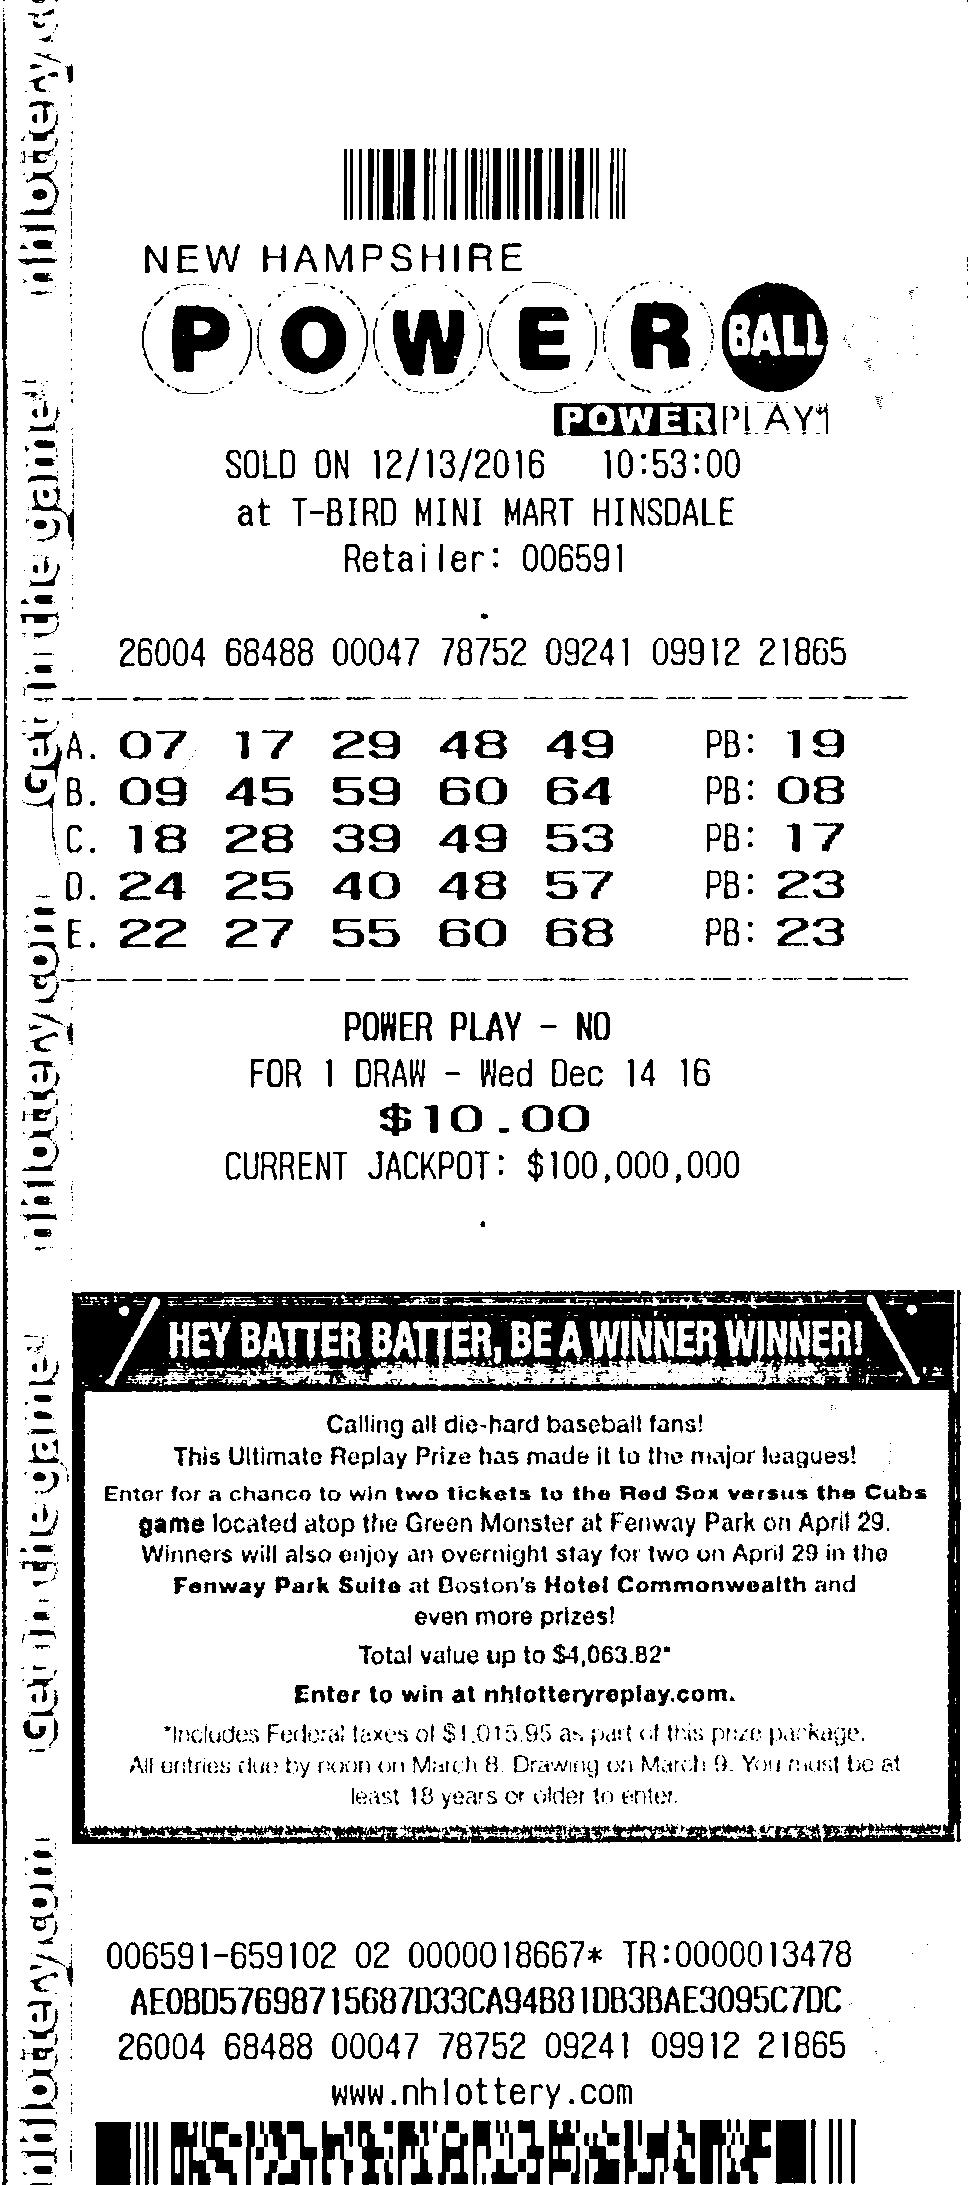 NEW HAMPSHIRE
POWER BALL
POWER PLAY
SOLD ON 12/13/2016 10:53:00
at T-BIRD MINI MART HINSDALE
Retailer: 006591
26004 68488 00047 78752 09241 09912 21865
A. 07 17 29 48 49 PB: 19
B. 09 45 59 60 64 PB: 08
C. 18 28 39 49 53 PB: 17
D. 24 25 40 48 57 PB: 23
E. 22 27 55 60 68 PB: 23
POWER PLAY - NO
FOR 1 DRAW - Wed Dec 14 16
$10.00
CURRENT JACKPOT: $100,000,000
HEY BATTER BATTER, BE A WINNER WINNER!
Calling all die-hard baseball fans!
This Ultimate Replay Prize has made it to the major leagues!
Enter for a chance to win two tickets to the Red Sox versus the Cubs
game located atop the Green Monster at Fenway Park on April 29.
Winners will also enjoy an overnight stay for two on April 29 in the
Fenway Park Suite at Boston's Hotel Commonwealth and
even more prizes!
Total value up to $4,063.82*
Enter to win at nhlotteryreplay.com.
*Includes Federal taxes of $1,015.95 as part of this prize package.
All entries due by noon on March 8. Drawing on March 9. You must be at
least 18 years or older to enter.
006591-659102 02 0000018667* TR:0000013478
AE0BD57698715687D33CA94B81DB3BAE3095C7DC
26004 68488 00047 78752 09241 09912 21865
www.nhlottery.com
nhlottery.com Get in the game! nhlottery.com Get in the game! nhlottery.com